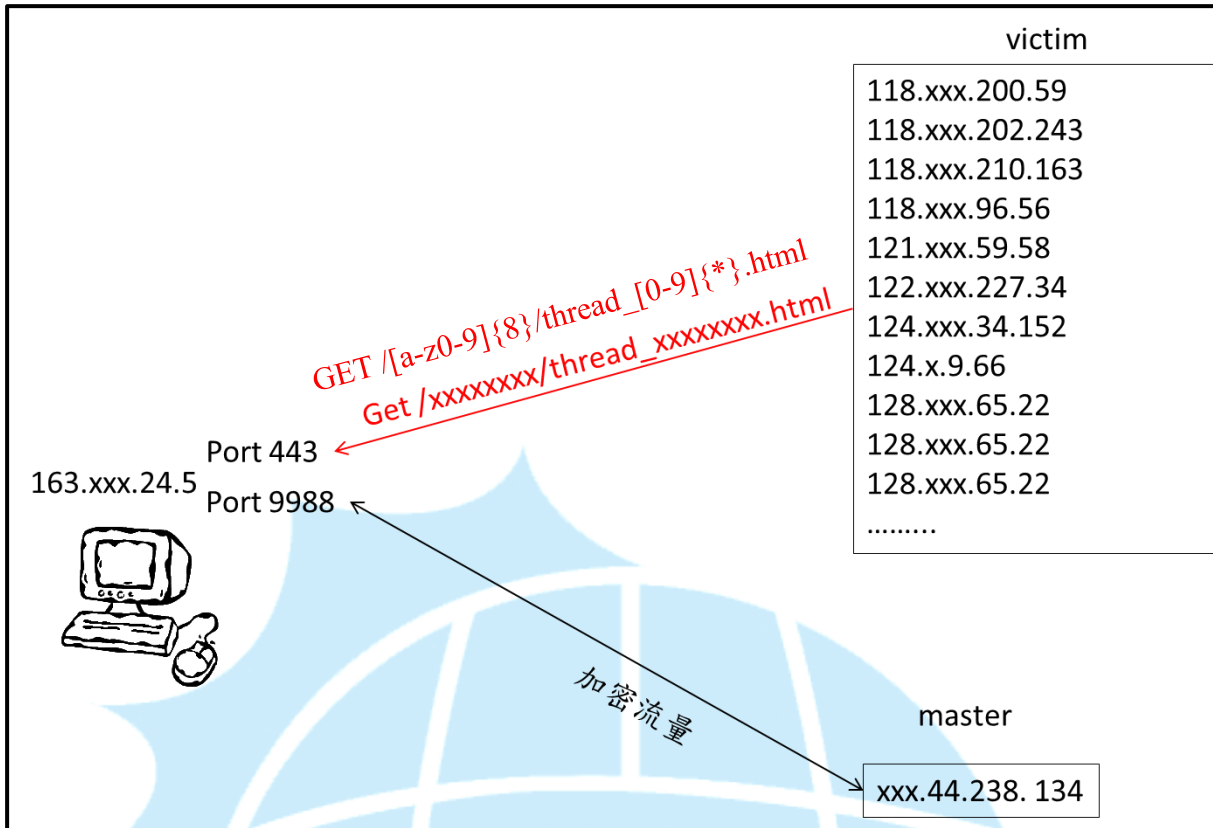 victim
118.xxx.200.59
118.xxx.202.243
118.xxx.210.163
118.xxx.96.56
121.xxx.59.58
122.xxx.227.34
124.xxx.34.152
124.x.9.66
128.xxx.65.22
128.xxx.65.22
128.xxx.65.22
………...
GET /[a-z0-9]{8}/thread_[0-9]{*}.html
Get /xxxxxxxx/thread_xxxxxxxx.html
Port 443
163.xxx.24.5
Port 9988
加密流量
master
xxx.44.238. 134